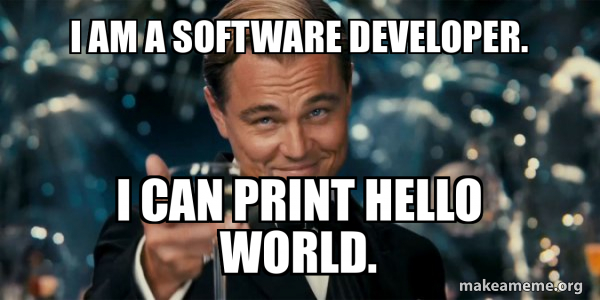 I AM A SOFTWARE DEVELOPER.
I CAN PRINT HELLO
WORLD.
makeameme.org